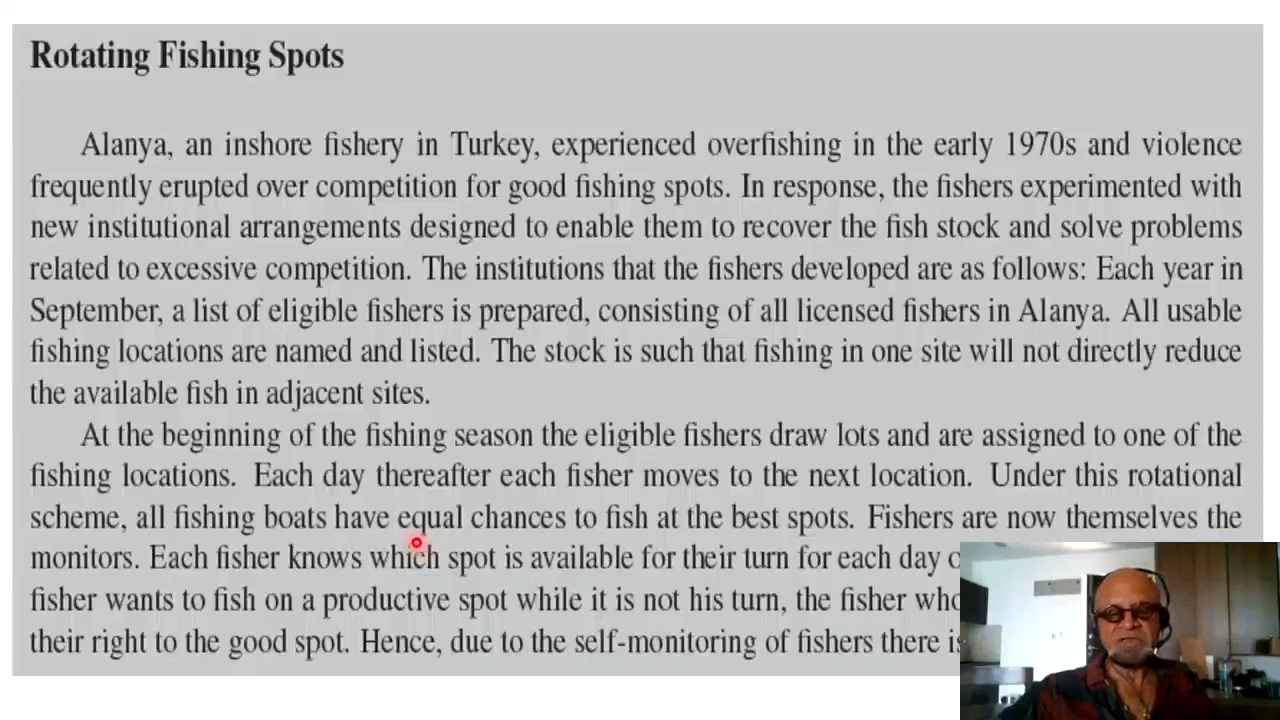 Rotating Fishing Spots
Alanya, an inshore fishery in Turkey, experienced overfishing in the early 1970s and violence
frequently erupted over competition for good fishing spots. In response, the fishers experimented with
new institutional arrangements designed to enable them to recover the fish stock and solve problems
related to excessive competition. The institutions that the fishers developed are as follows: Each year in
September, a list of eligible fishers is prepared, consisting of all licensed fishers in Alanya. All usable
fishing locations are named and listed. The stock is such that fishing in one site will not directly reduce
the available fish in adjacent sites.
At the beginning of the fishing season the eligible fishers draw lots and are assigned to one of the
fishing locations. Each day thereafter each fisher moves to the next location. Under this rotational
scheme, all fishing boats have equal chances to fish at the best spots. Fishers are now themselves the
monitors. Each fisher knows which spot is available for their turn for each day
fisher wants to fish on a productive spot while it is not his turn, the fisher
their right to the good spot. Hence, due to the self-monitoring of fishers there